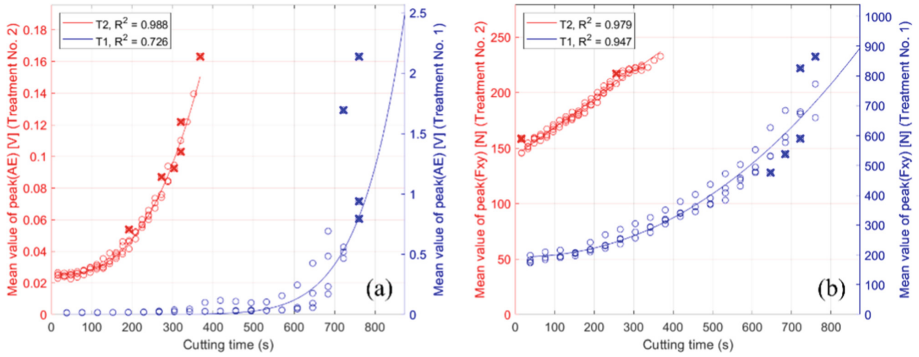 T2, R² = 0.988
T1, R² = 0.726
Mean value of peak(AE) [V] (Treatment No. 2)
0.18
0.16
0.14
0.12
0.1
0.08
0.06
0.04
0.02
0
2.5
2
1.5
1
0.5
0
Mean value of peak(AE) [V] (Treatment No. 1)
(a)
0 100 200 300 400 500 600 700 800
Cutting time (s)
T2, R² = 0.979
T1, R² = 0.947
Mean value of peak(Fxy) [N] (Treatment No. 2)
250
200
150
100
50
0
1000
900
800
700
600
500
400
300
200
100
0
Mean value of peak(Fxy) [N] (Treatment No. 1)
(b)
0 100 200 300 400 500 600 700 800
Cutting time (s)